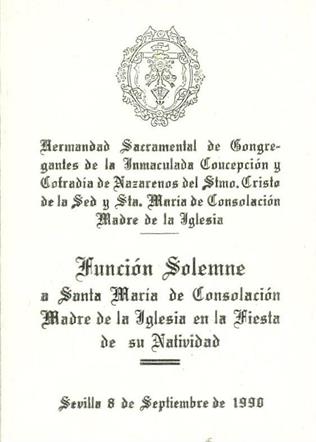 Hermandad Sacramental de Congre-
gantes de la Inmaculada Concepción y
Cofradia de Nazarenos del Stmo. Cristo
de la Sed y Sta. María de Consolación
Madre de la Iglesia
Función Solemne
a Santa María de Consolación
Madre de la Iglesia en la Fiesta
de su Natividad
Sevilla 8 de Septiembre de 1990